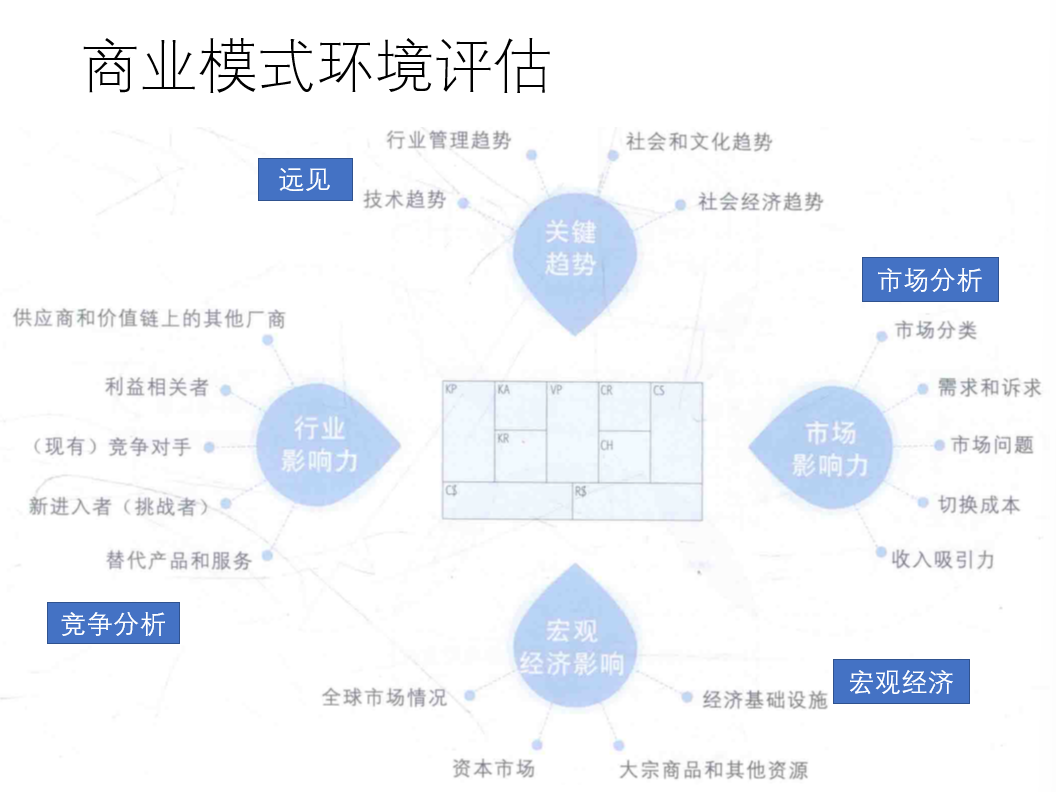 商业模式环境评估
行业管理趋势
社会和文化趋势
远见
技术趋势
社会经济趋势
关键
趋势
市场分析
供应商和价值链上的其他厂商
市场分类
利益相关者
需求和诉求
（现有）竞争对手
市场问题
行业
影响力
市场
影响力
新进入者（挑战者）
切换成本
替代产品和服务
收入吸引力
KP
KA
VP
CR
CS
KR
CH
C$
R$
竞争分析
宏观
经济影响
宏观经济
全球市场情况
经济基础设施
资本市场
大宗商品和其他资源